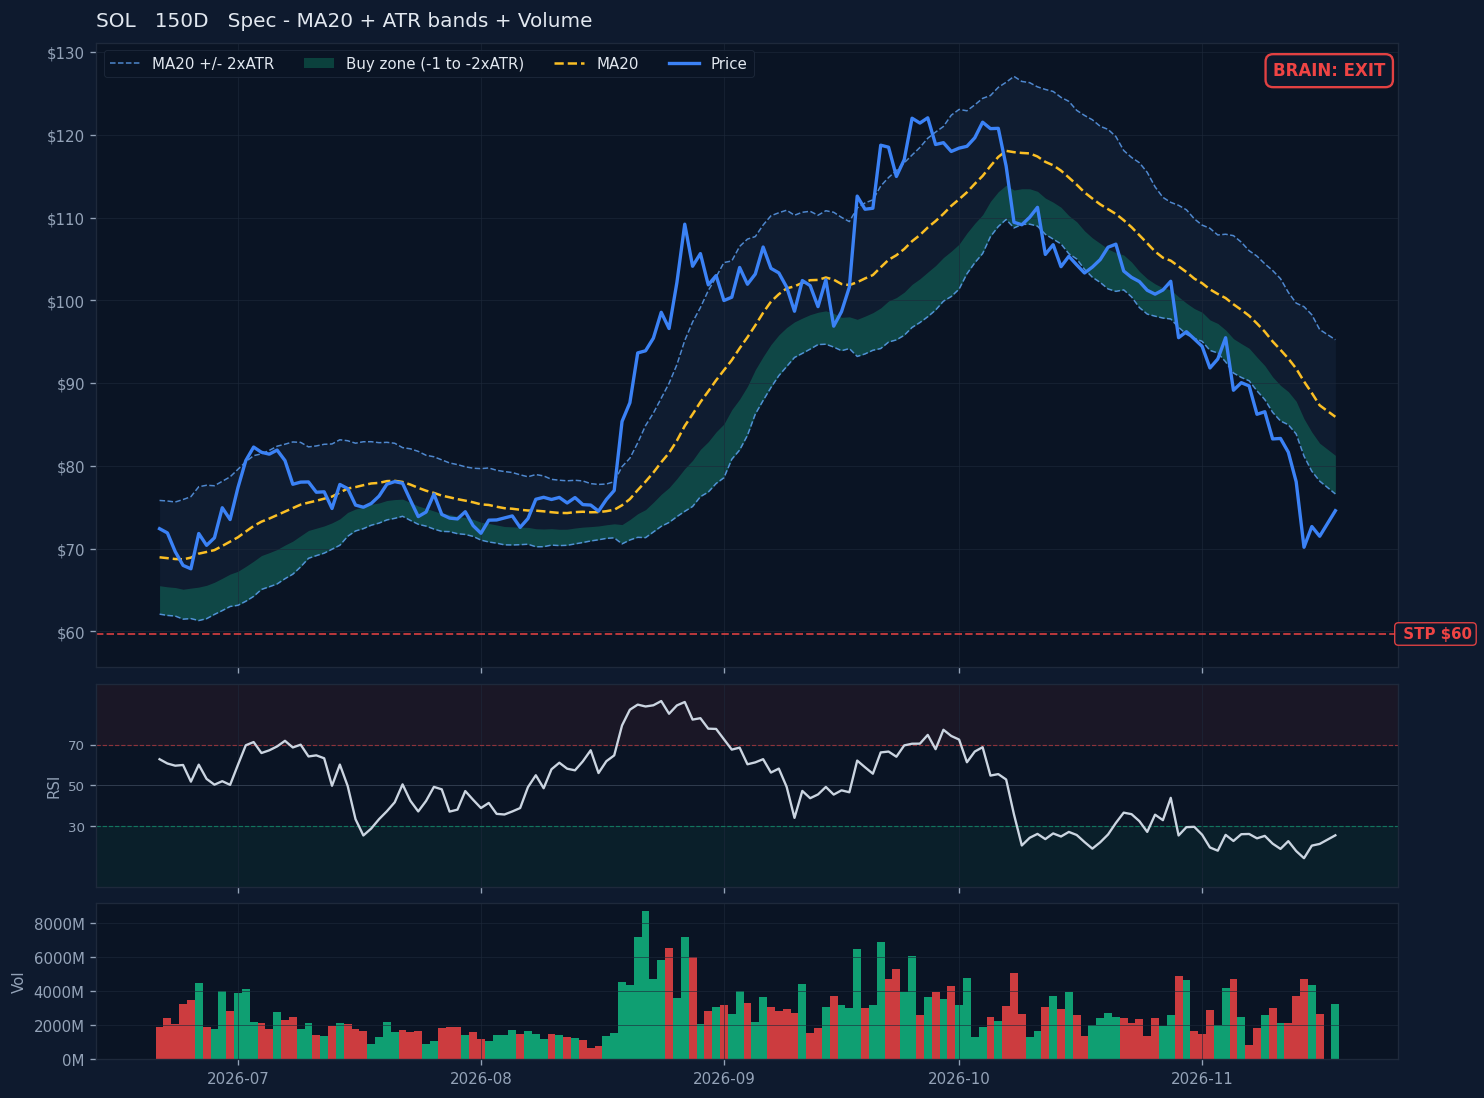 SOL   150D   Spec - MA20 + ATR bands + Volume
MA20 +/- 2xATR
Buy zone (-1 to -2xATR)
MA20
Price
BRAIN: EXIT
$130
$120
$110
$100
$90
$80
$70
$60
STP $60
RSI
70
50
30
Vol
8000M
6000M
4000M
2000M
0M
2026-07
2026-08
2026-09
2026-10
2026-11